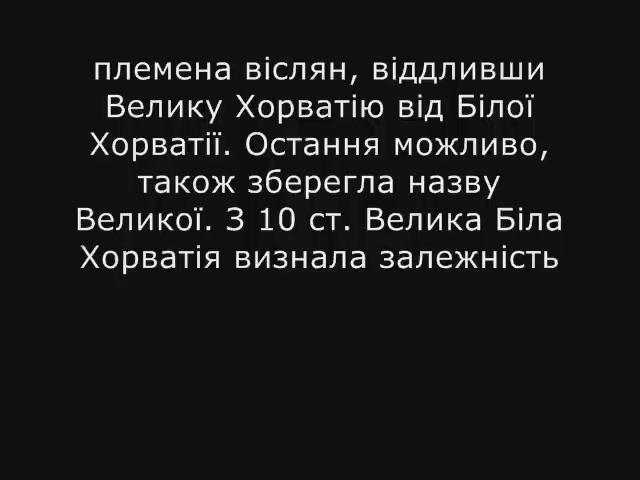 племена віслян, віддливши
Велику Хорватію від Білої
Хорватії. Остання можливо,
також зберегла назву
Великої. З 10 ст. Велика Біла
Хорватія визнала залежність